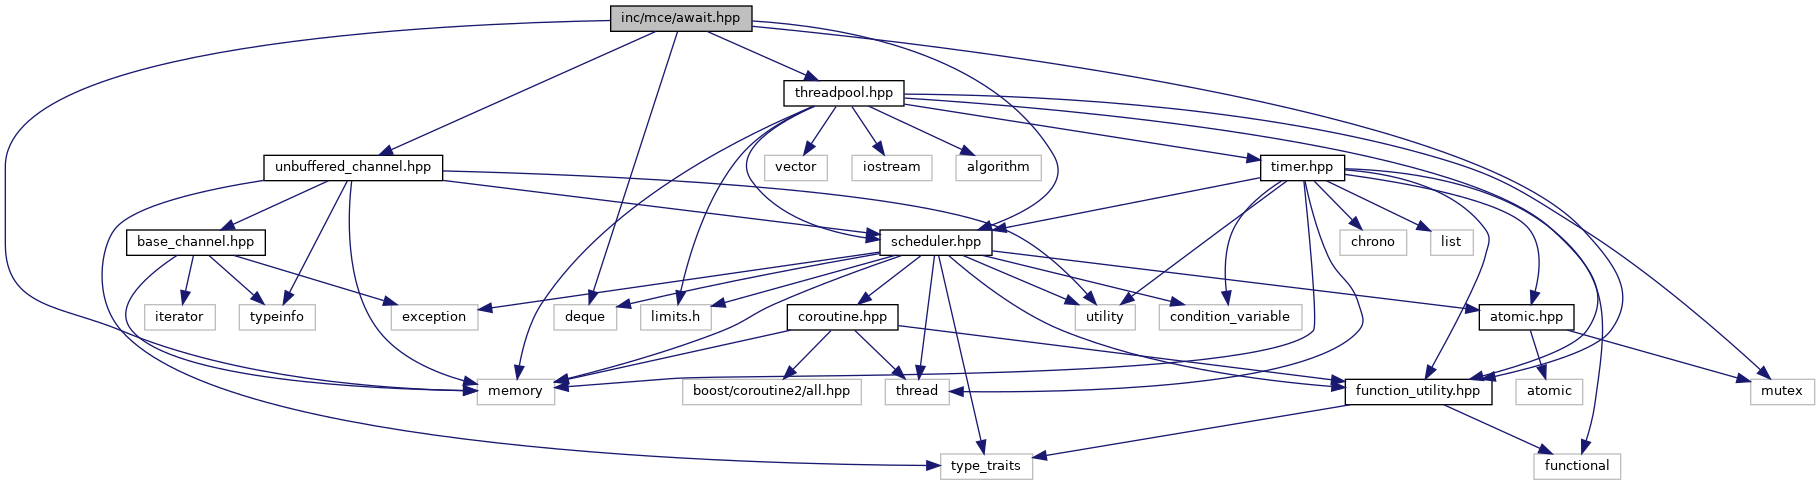 inc/mce/await.hpp
threadpool.hpp
unbuffered_channel.hpp
vector
iostream
algorithm
timer.hpp
base_channel.hpp
scheduler.hpp
chrono
list
iterator
typeinfo
exception
deque
limits.h
coroutine.hpp
utility
condition_variable
atomic.hpp
memory
boost/coroutine2/all.hpp
thread
function_utility.hpp
atomic
mutex
type_traits
functional